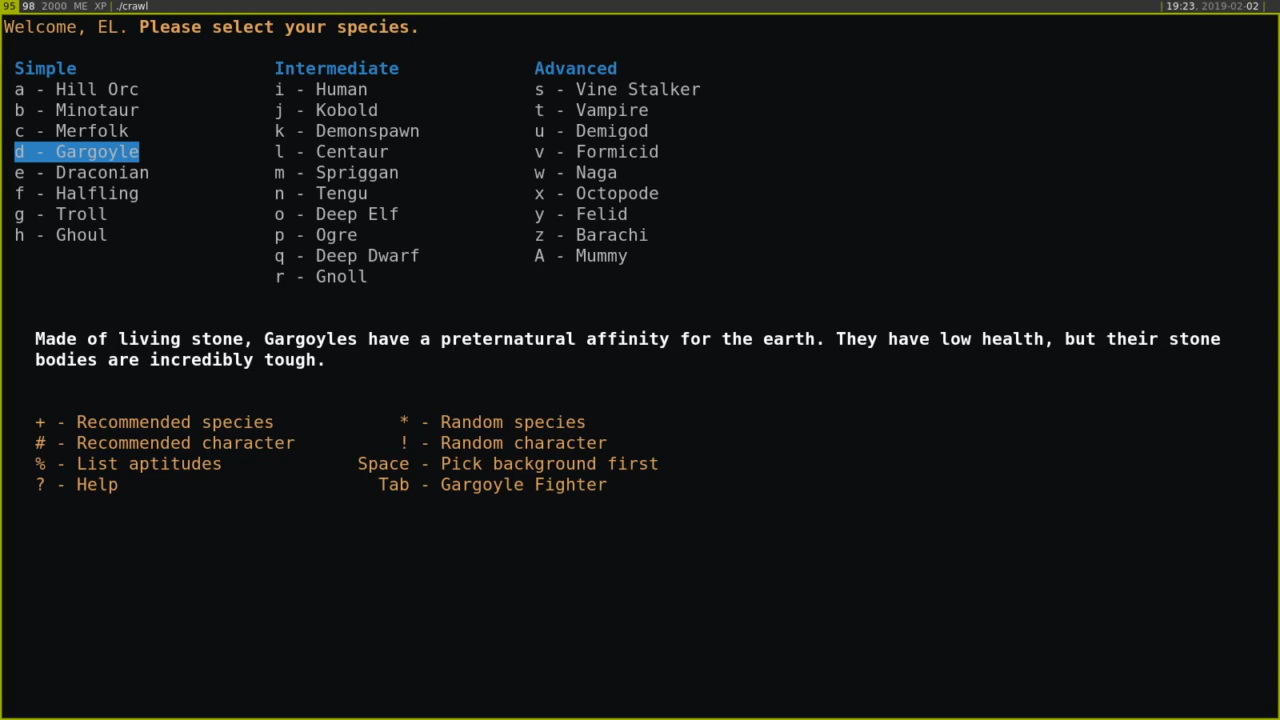 95 98 2000 ME XP | ./crawl | 19:23. 2019-02-02 |
Welcome, EL. Please select your species.
Simple Intermediate Advanced
a - Hill Orc i - Human s - Vine Stalker
b - Minotaur j - Kobold t - Vampire
c - Merfolk k - Demonspawn u - Demigod
d - Gargoyle l - Centaur v - Formicid
e - Draconian m - Spriggan w - Naga
f - Halfling n - Tengu x - Octopode
g - Troll o - Deep Elf y - Felid
h - Ghoul p - Ogre z - Barachi
q - Deep Dwarf A - Mummy
r - Gnoll
Made of living stone, Gargoyles have a preternatural affinity for the earth. They have low health, but their stone
bodies are incredibly tough.
+ - Recommended species * - Random species
# - Recommended character ! - Random character
% - List aptitudes Space - Pick background first
? - Help Tab - Gargoyle Fighter